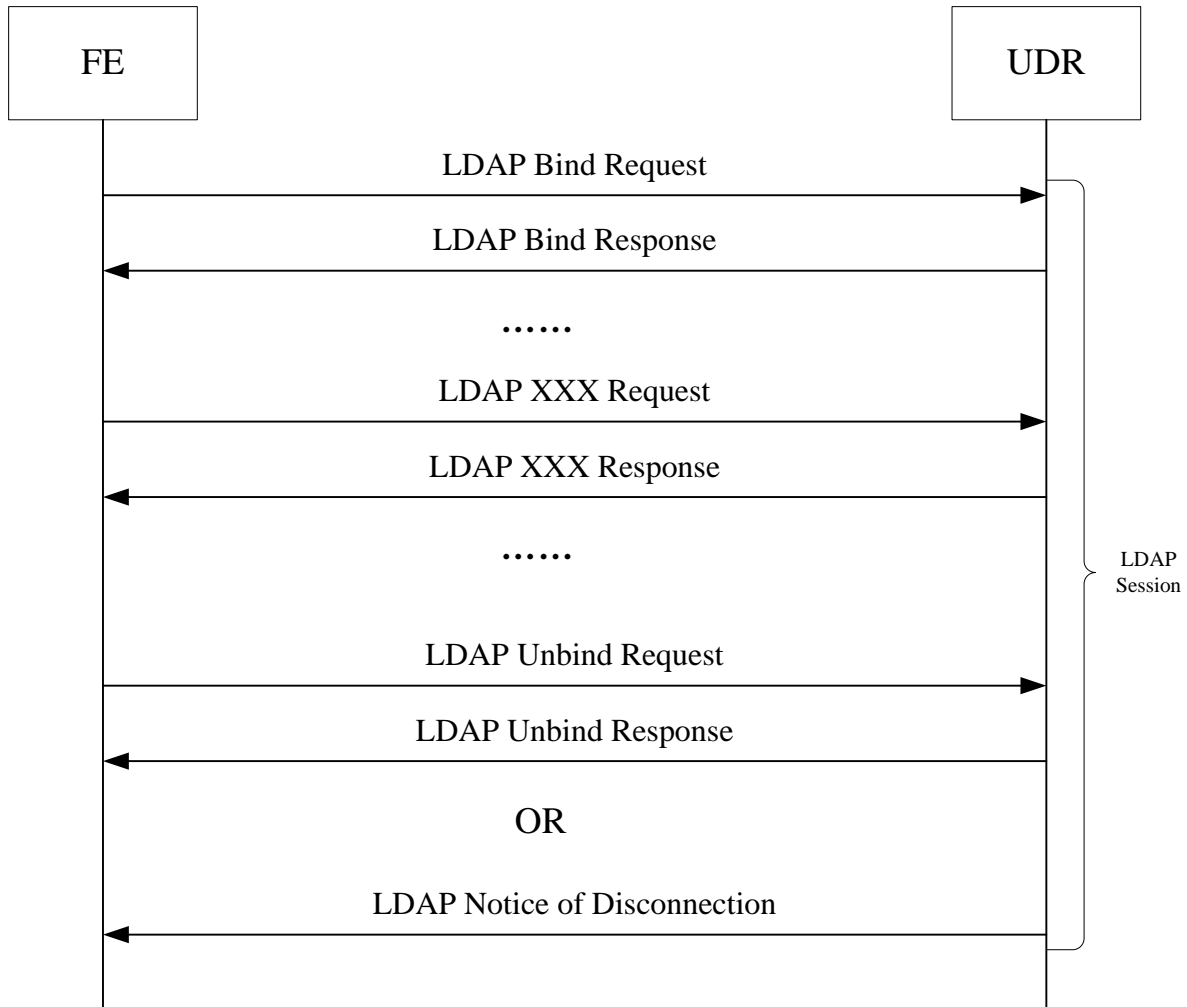 FE
UDR
LDAP Bind Request
LDAP Bind Response
......
LDAP XXX Request
LDAP XXX Response
......
LDAP
Session
LDAP Unbind Request
LDAP Unbind Response
OR
LDAP Notice of Disconnection